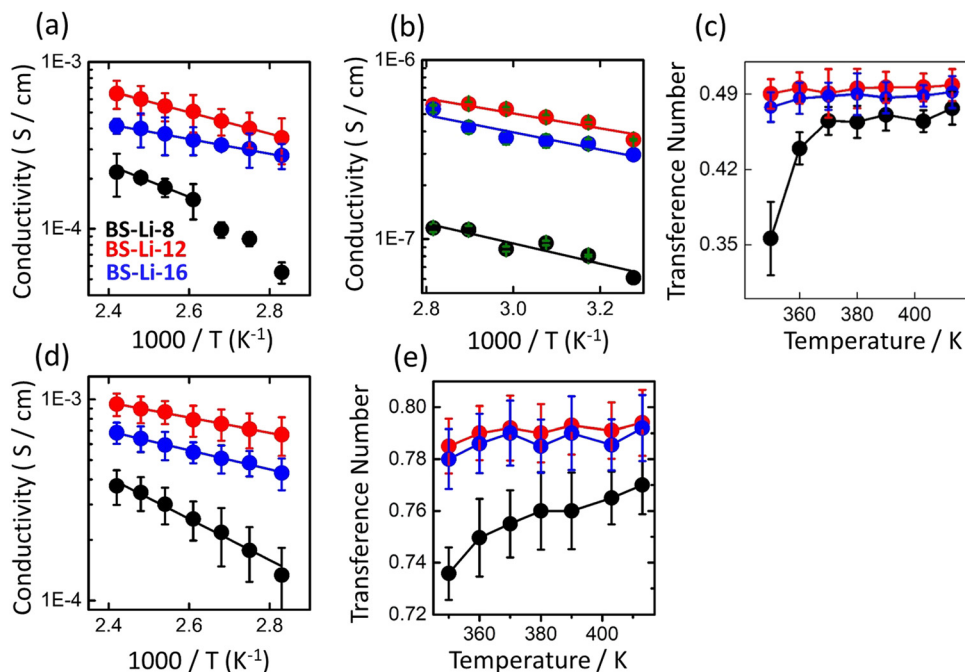 (a)
1E-3
1E-4
Conductivity ( S / cm)
BS-Li-8
BS-Li-12
BS-Li-16
2.4 2.6 2.8
1000 / T (K⁻¹)
(b)
1E-6
1E-7
Conductivity ( S / cm)
2.8 3.0 3.2
1000 / T (K⁻¹)
(c)
0.49
0.42
0.35
Transference Number
360 380 400
Temperature / K
(d)
1E-3
1E-4
Conductivity ( S / cm)
2.4 2.6 2.8
1000 / T (K⁻¹)
(e)
0.80
0.78
0.76
0.74
0.72
Transference Number
360 380 400
Temperature / K